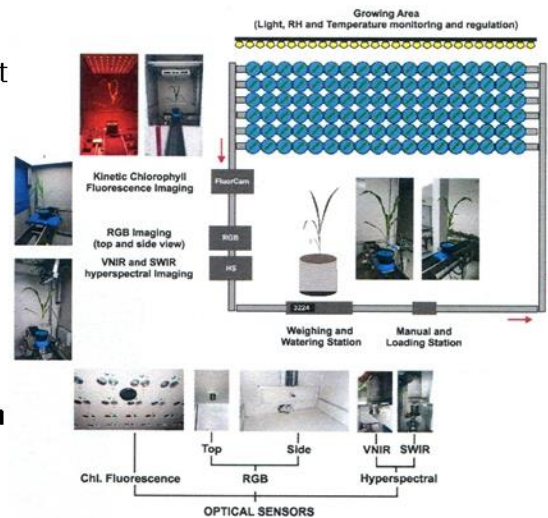 Growing Area
(Light, RH and Temperature monitoring and regulation)
t
Kinetic Chlorophyll
Fluorescence Imaging
FluorCam
RGB Imaging
(top and side view)
RGB
VNIR and SWIR
hyperspectral Imaging
HS
3224
Weighing and
Watering Station
Manual and
Loading Station
Top
Side
VNIR
SWIR
Chl. Fluorescence
RGB
Hyperspectral
OPTICAL SENSORS